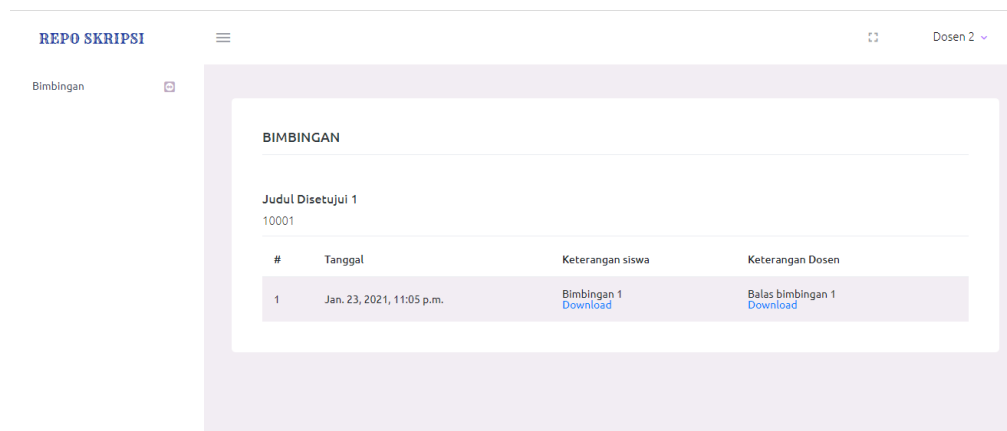 REPO SKRIPSI
Dosen 2
Bimbingan
BIMBINGAN
Judul Disetujui 1
10001
# Tanggal Keterangan siswa Keterangan Dosen
1 Jan. 23, 2021, 11:05 p.m. Bimbingan 1 Balas bimbingan 1
Download Download